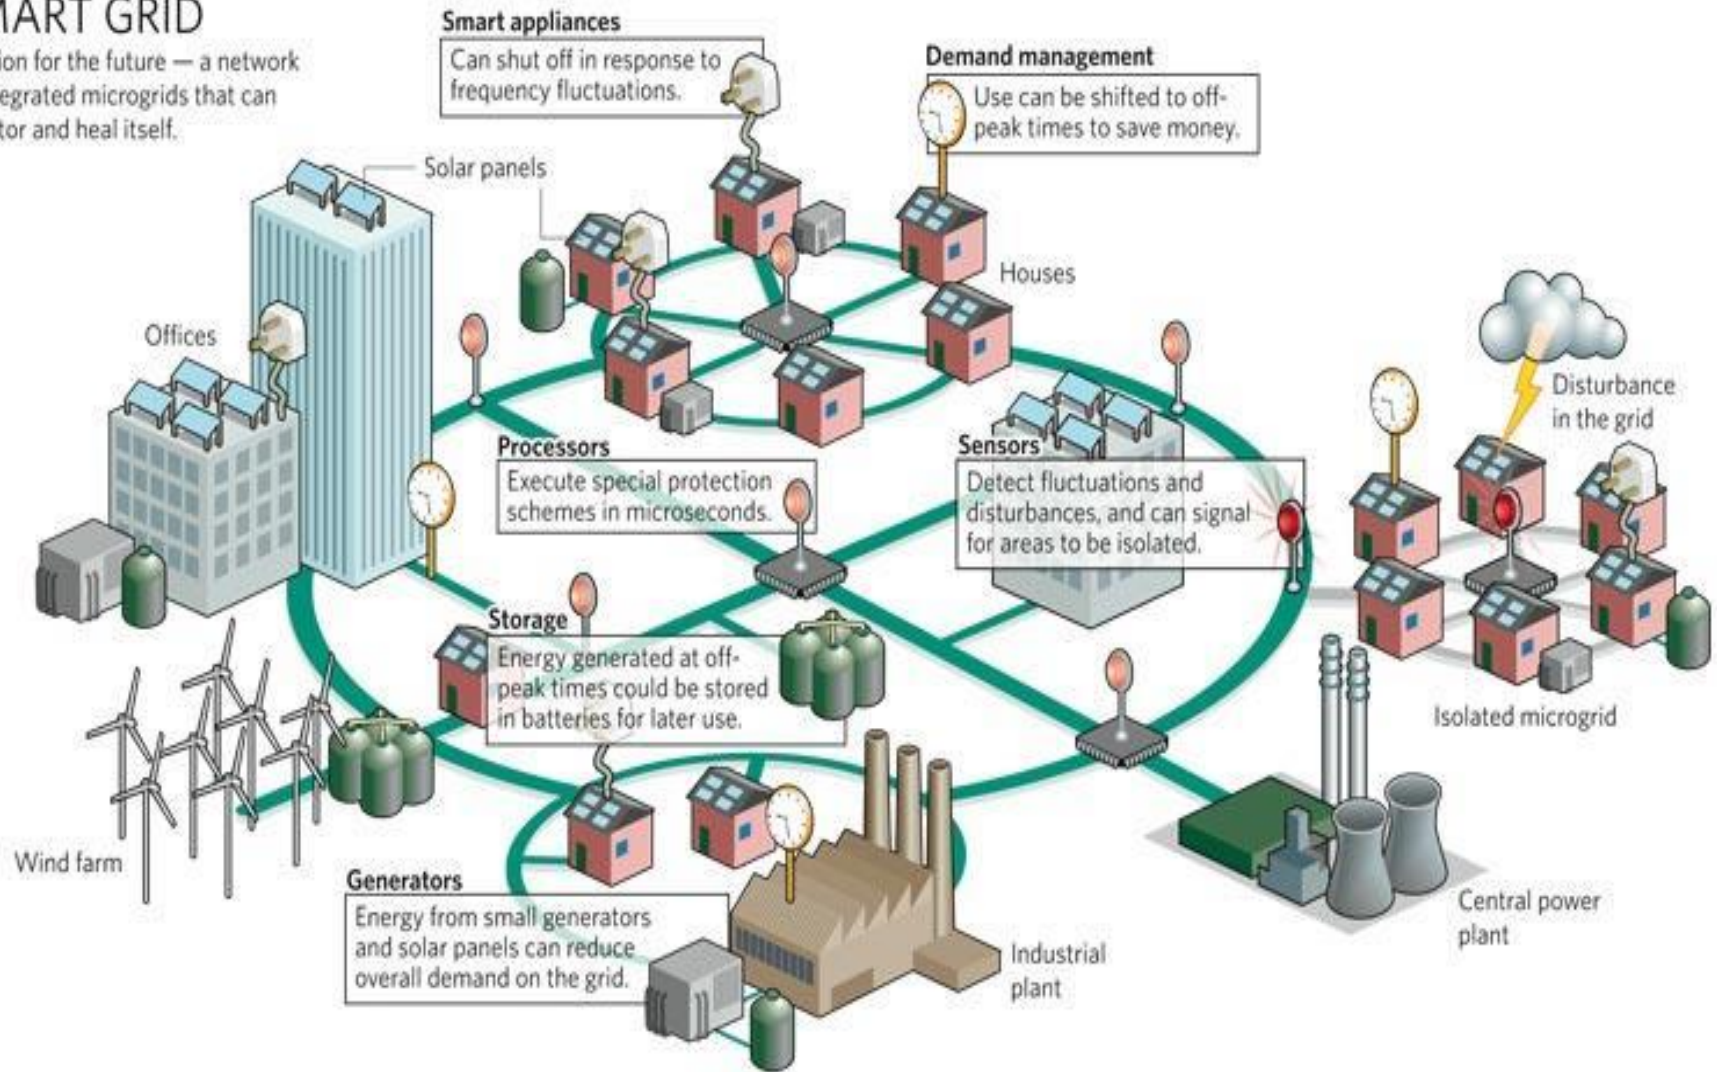 MART GRID
ion for the future — a network
egrated microgrids that can
tor and heal itself.
Smart appliances
Can shut off in response to
frequency fluctuations.
Demand management
Use can be shifted to off-
peak times to save money.
Solar panels
Houses
Offices
Disturbance
in the grid
Processors
Execute special protection
schemes in microseconds.
Sensors
Detect fluctuations and
disturbances, and can signal
for areas to be isolated.
Storage
Energy generated at off-
peak times could be stored
in batteries for later use.
Isolated microgrid
Wind farm
Generators
Energy from small generators
and solar panels can reduce
overall demand on the grid.
Industrial
plant
Central power
plant